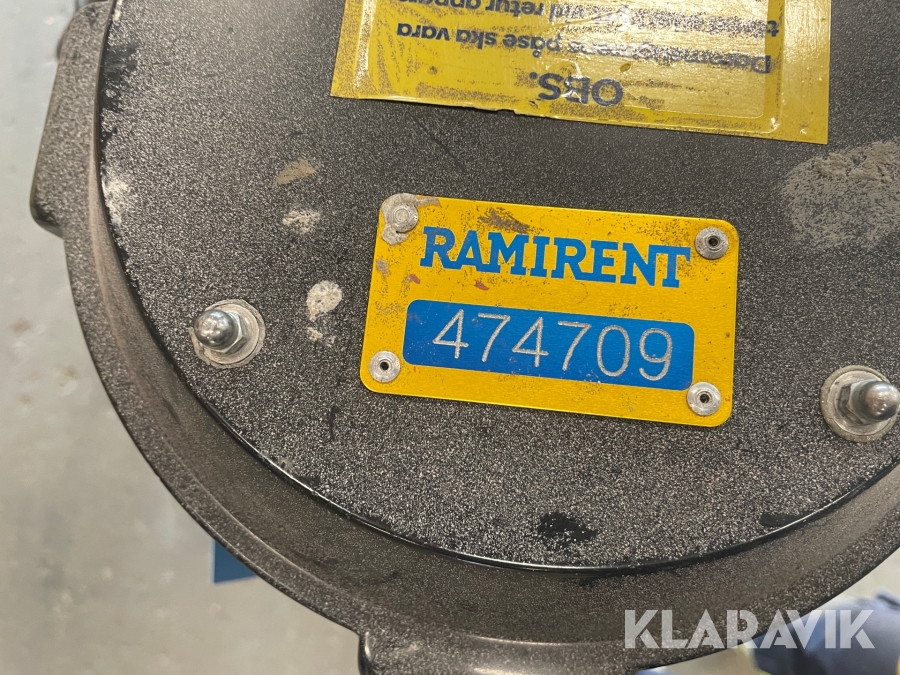 OBS.
påse ska vara
vid retur
RAMIRENT
474709
KLARAVIK